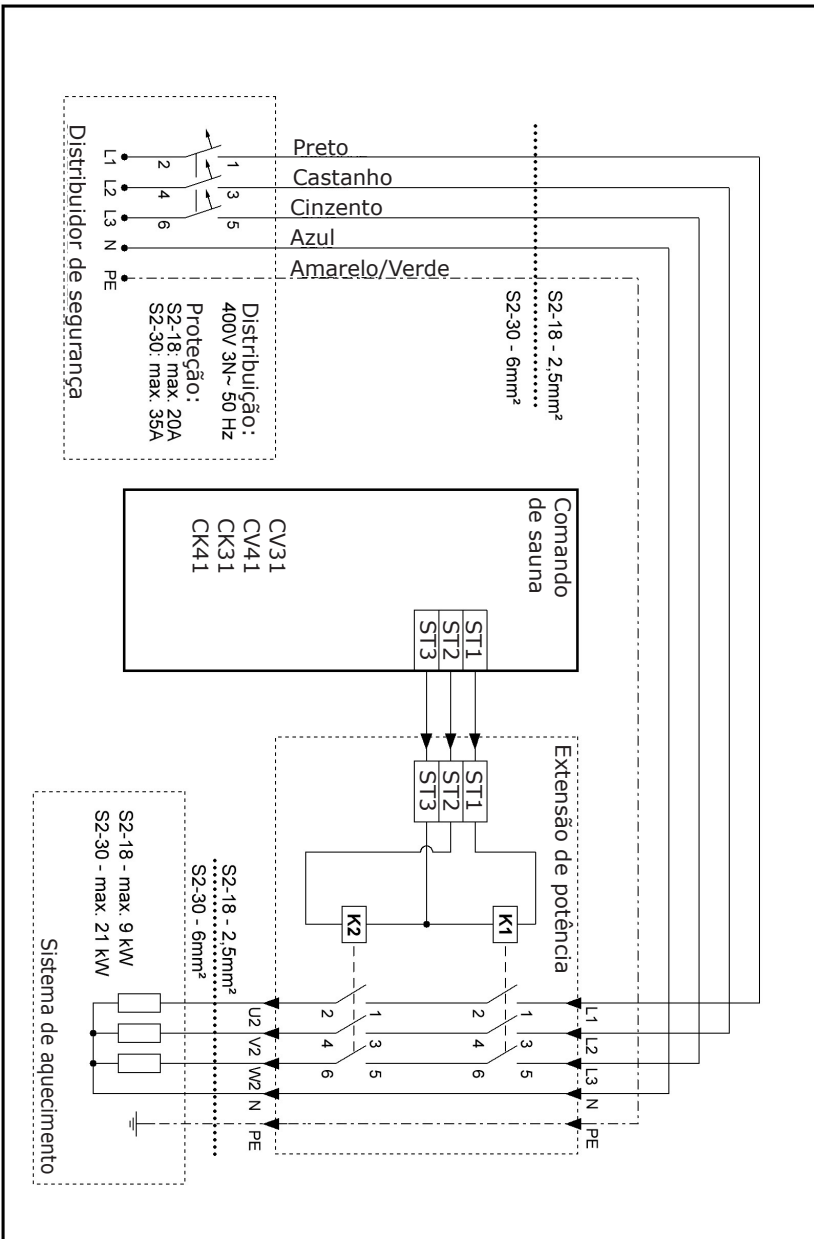 Distribuidor de segurança
L1
L2
L3
N
PE
2
4
6
1
3
5
Preto
Castanho
Cinzento
Azul
Amarelo/Verde
Distribuição:
400V 3N~ 50 Hz
Proteção:
S2-18: max. 20A
S2-30: max. 35A
S2-18 - 2,5mm²
S2-30 - 6mm²
Comando
de sauna
CV31
CV41
CK31
CK41
ST1
ST2
ST3
Extensão de potência
ST1
ST2
ST3
K1
K2
L1
L2
L3
N
PE
1
3
5
2
4
6
1
3
5
2
4
6
U2
V2
W2
N
PE
S2-18 - 2,5mm²
S2-30 - 6mm²
S2-18 - max. 9 kW
S2-30 - max. 21 kW
Sistema de aquecimento